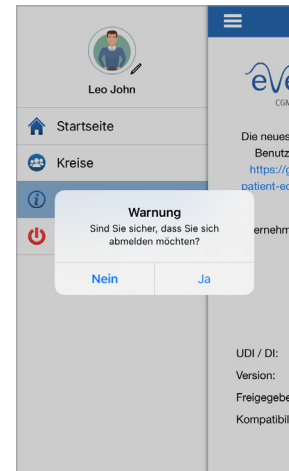 Leo John
Startseite
Kreise
Warnung
Sind Sie sicher, dass Sie sich
abmelden möchten?
Nein
Ja
CGM
Die neues
Benutz
https://g
patient-ed
ernehm
UDI / DI:
Version:
Freigegebe
Kompatibil